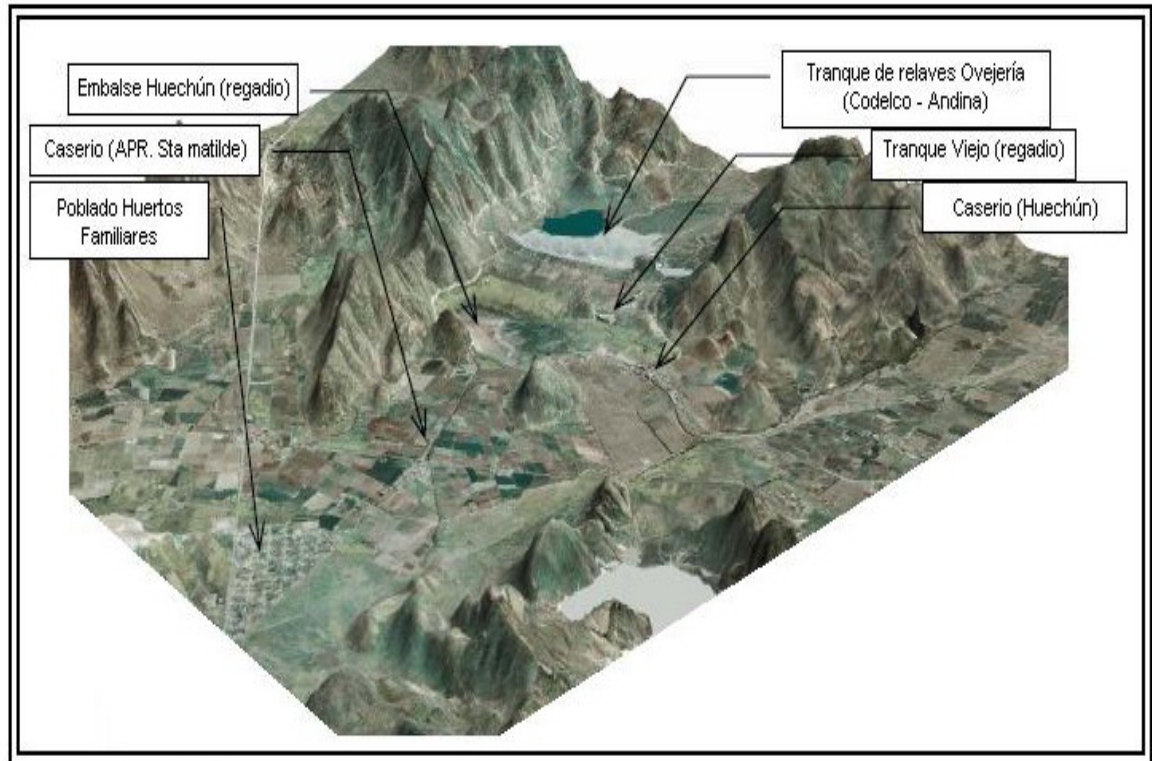 Embalse Huechún (regadio)
Caserio (APR. Sta matilde)
Poblado Huertos
Familiares
Tranque de relaves Ovejería
(Codelco - Andina)
Tranque Viejo (regadio)
Caserio (Huechún)